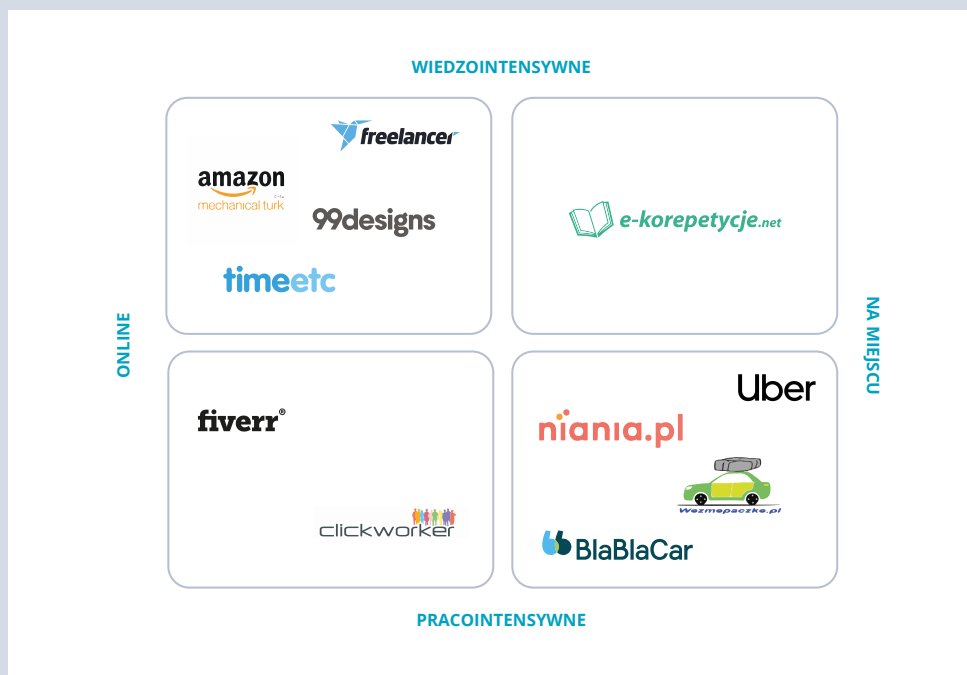 WIEDZOINTENSYWNE
freelancer
amazon
mechanical turk
99designs
timeetc
e-korepetycje.net
ONLINE
NA MIEJSCU
fiverr®
clickworker
Uber
niania.pl
Wezmepaczke.pl
BlaBlaCar
PRACOINTENSYWNE